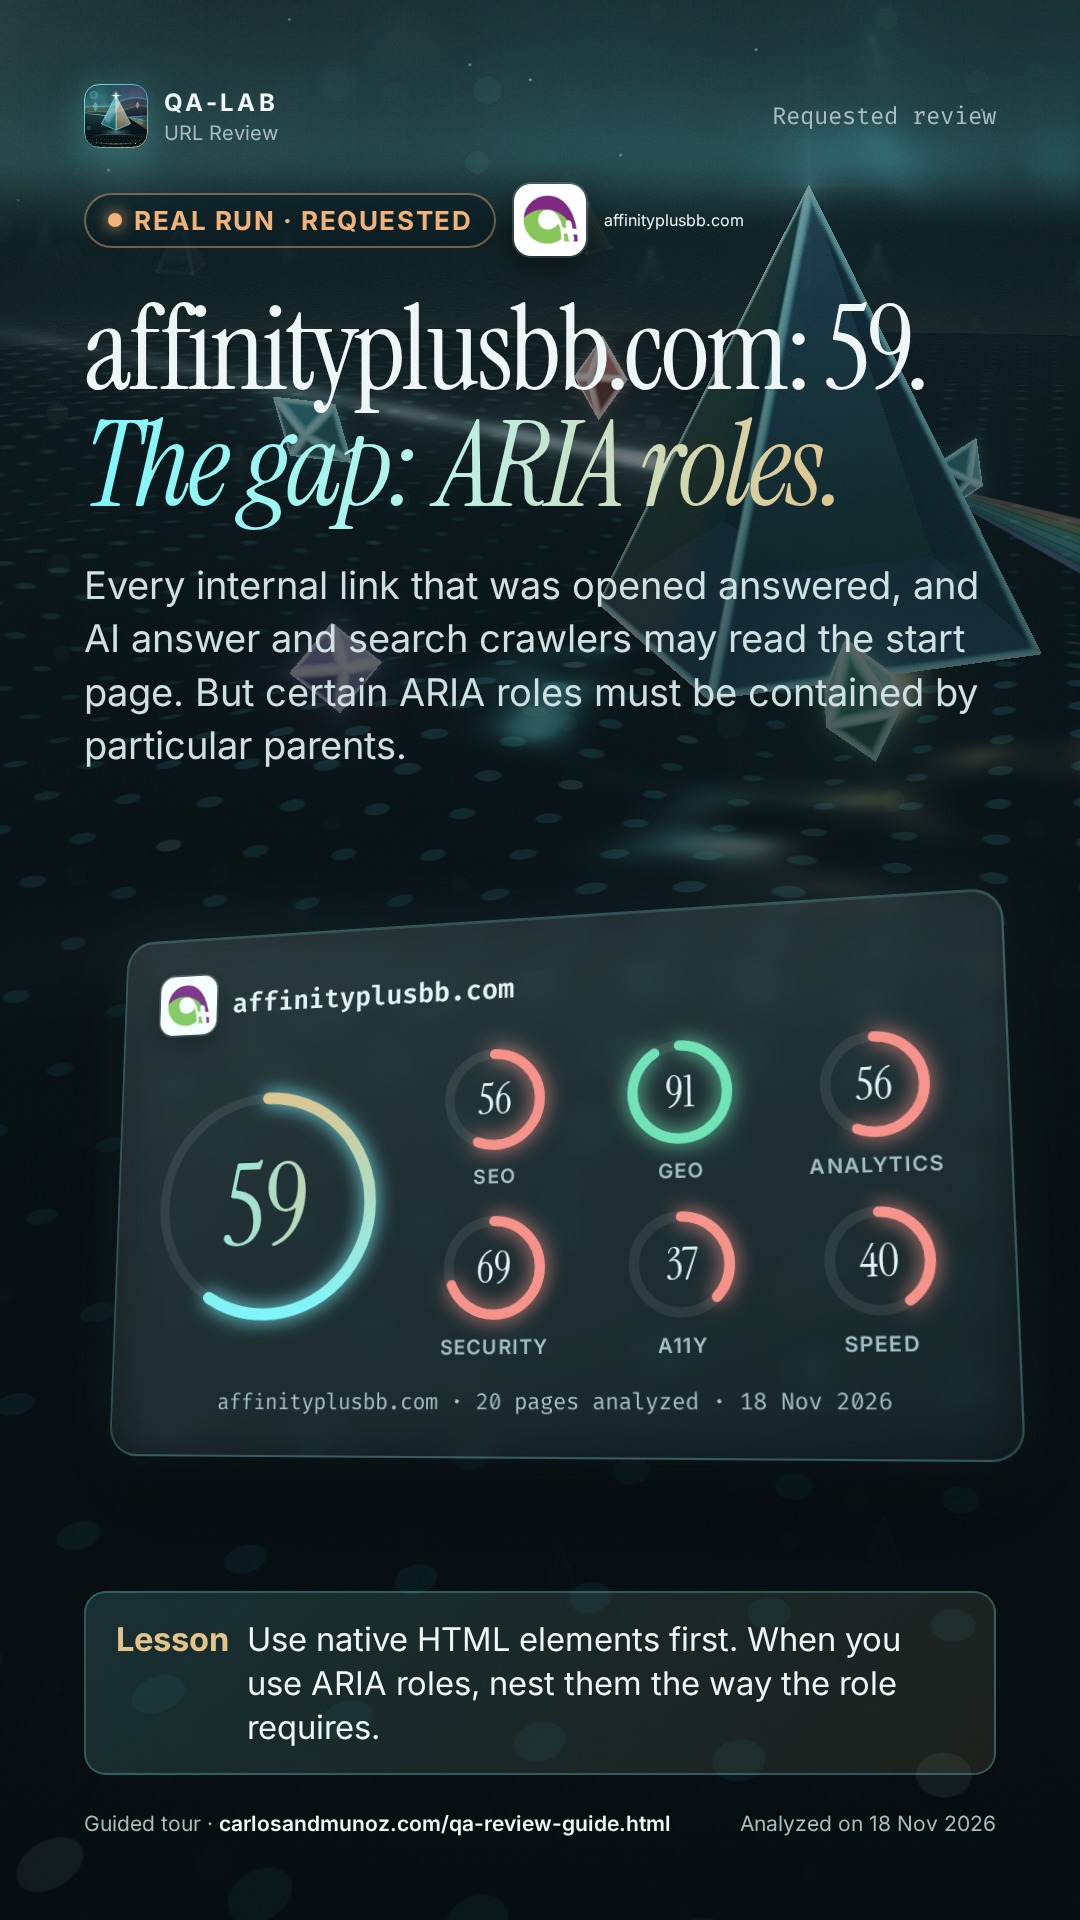 QA-LAB
URL Review
Requested review
REAL RUN · REQUESTED
affinityplusbb.com
affinityplusbb.com: 59.
The gap: ARIA roles.
Every internal link that was opened answered, and
AI answer and search crawlers may read the start
page. But certain ARIA roles must be contained by
particular parents.
affinityplusbb.com
59
56
SEO
91
GEO
56
ANALYTICS
69
SECURITY
37
A11Y
40
SPEED
affinityplusbb.com · 20 pages analyzed · 18 Nov 2026
Lesson Use native HTML elements first. When you
use ARIA roles, nest them the way the role
requires.
Guided tour · carlosandmunoz.com/qa-review-guide.html
Analyzed on 18 Nov 2026